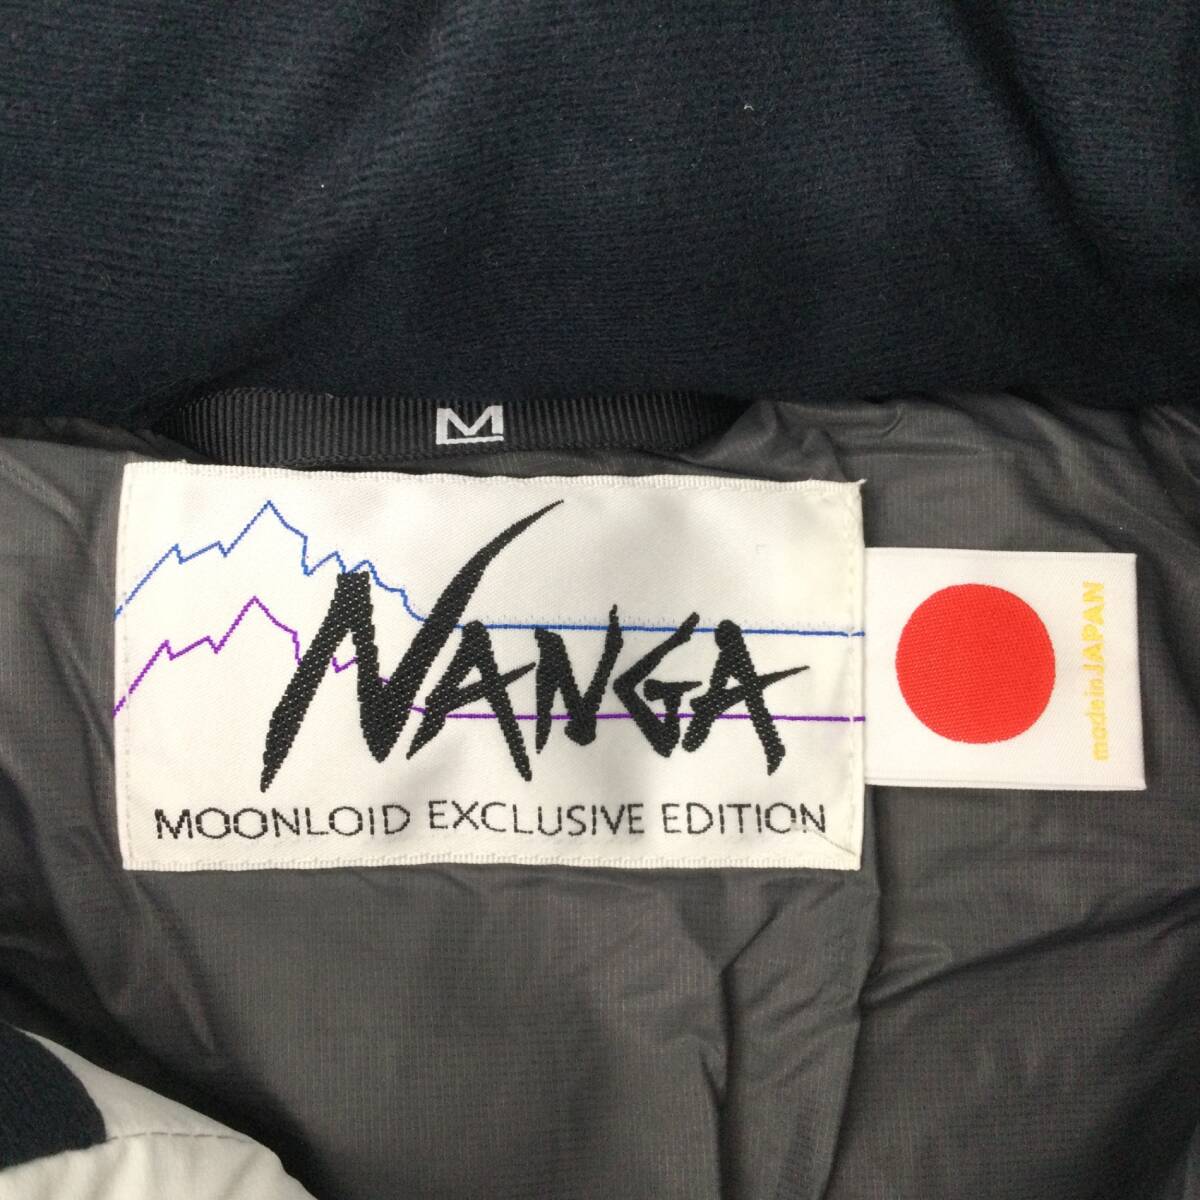 M
NANGA
MOONLOID EXCLUSIVE EDITION
made in JAPAN